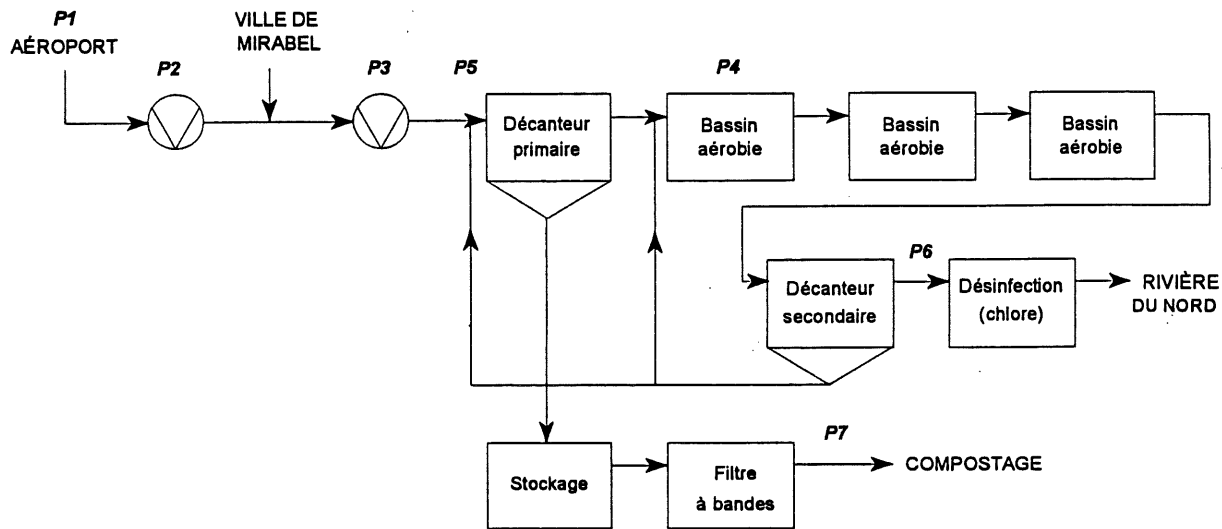 P1
AÉROPORT
VILLE DE
MIRABEL
P2
P3
P5
P4
Décanteur
primaire
Bassin
aérobie
Bassin
aérobie
Bassin
aérobie
P6
Décanteur
secondaire
Désinfection
(chlore)
RIVIÈRE
DU NORD
P7
Stockage
Filtre
à bandes
COMPOSTAGE